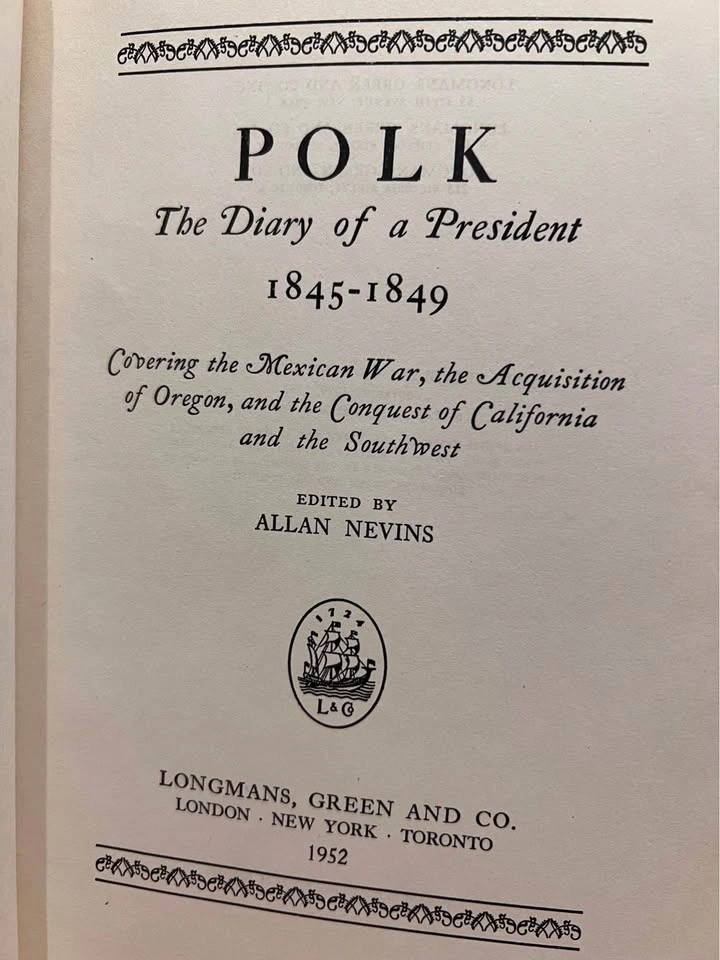 POLK
The Diary of a President
1845-1849
Covering the Mexican War, the Acquisition
of Oregon, and the Conquest of California
and the Southwest
EDITED BY
ALLAN NEVINS
1724
L & Co
LONGMANS, GREEN AND CO.
LONDON · NEW YORK · TORONTO
1952